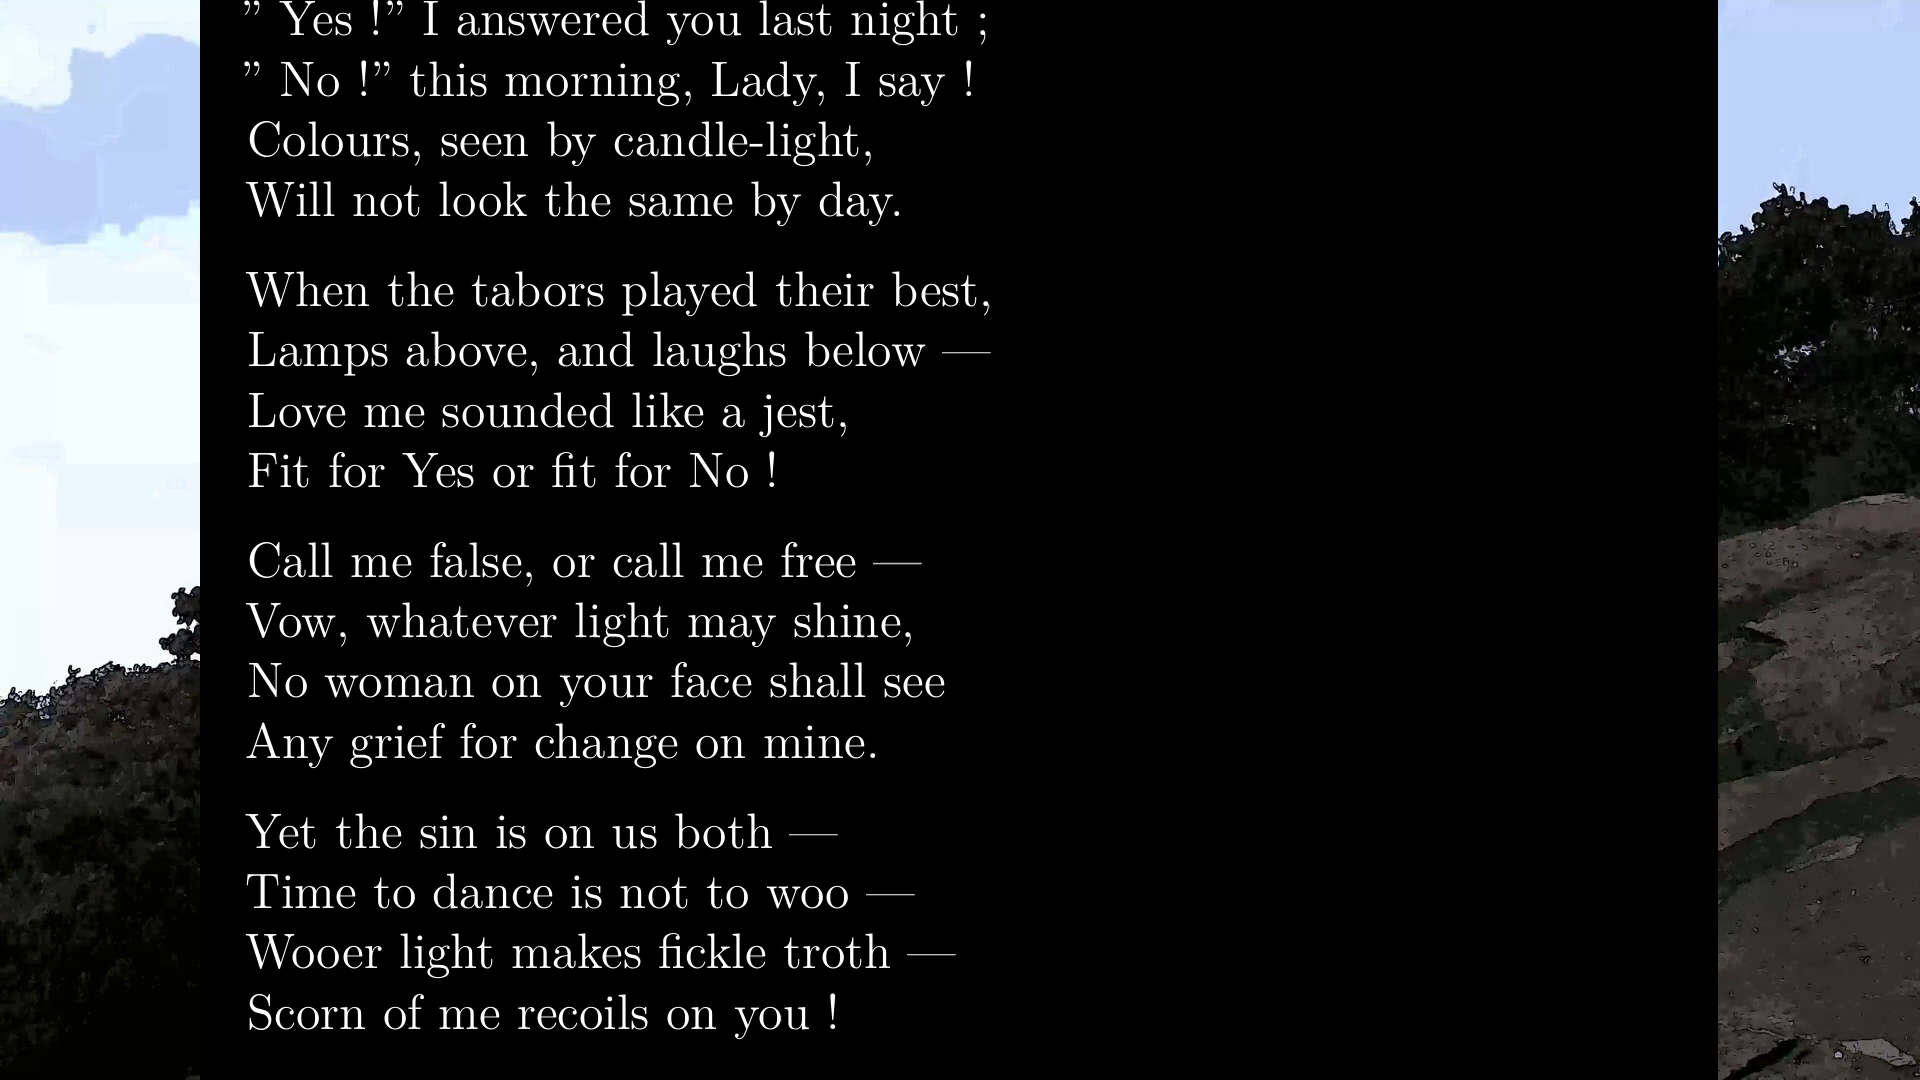 ” Yes !” I answered you last night ;
” No !” this morning, Lady, I say !
Colours, seen by candle-light,
Will not look the same by day.
When the tabors played their best,
Lamps above, and laughs below —
Love me sounded like a jest,
Fit for Yes or fit for No !
Call me false, or call me free —
Vow, whatever light may shine,
No woman on your face shall see
Any grief for change on mine.
Yet the sin is on us both —
Time to dance is not to woo —
Wooer light makes fickle troth —
Scorn of me recoils on you !